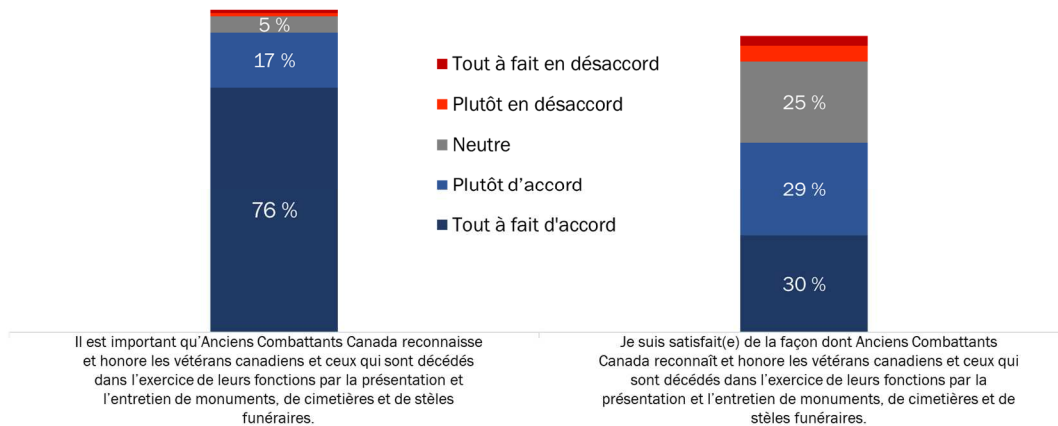 5 %
17 %
76 %
Tout à fait en désaccord
Plutôt en désaccord
Neutre
Plutôt d’accord
Tout à fait d'accord
25 %
29 %
30 %
Il est important qu’Anciens Combattants Canada reconnaisse
et honore les vétérans canadiens et ceux qui sont décédés
dans l’exercice de leurs fonctions par la présentation et
l’entretien de monuments, de cimetières et de stèles
funéraires.
Je suis satisfait(e) de la façon dont Anciens Combattants
Canada reconnaît et honore les vétérans canadiens et ceux qui
sont décédés dans l’exercice de leurs fonctions par la
présentation et l’entretien de monuments, de cimetières et de
stèles funéraires.